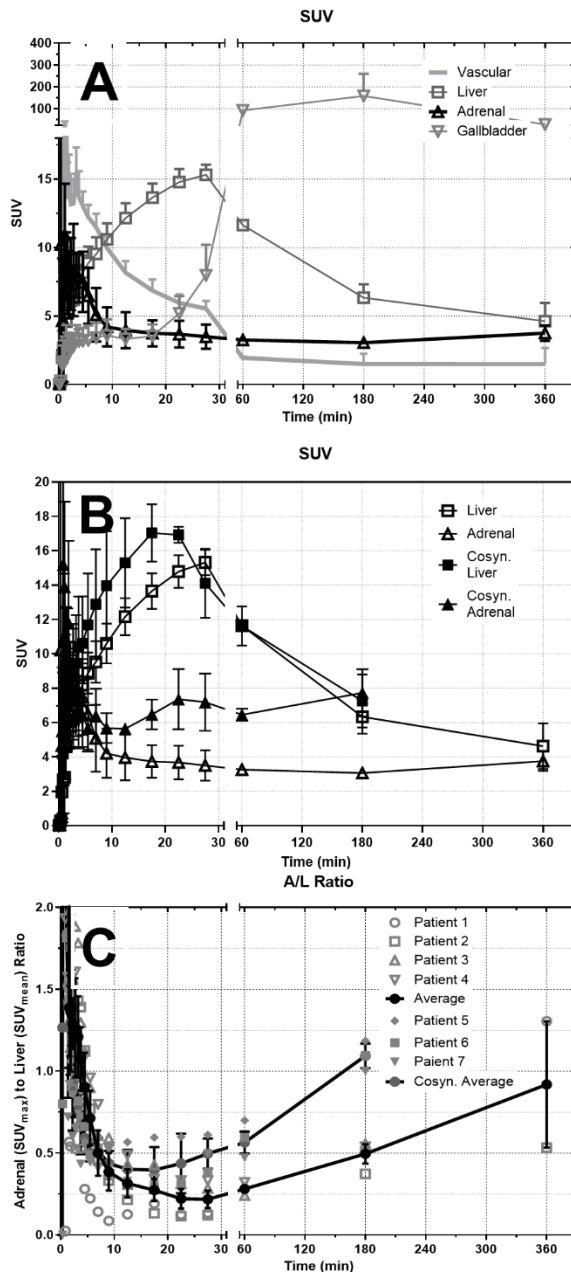 SUV
A
400
300
200
100
15
10
5
0
SUV
Vascular
Liver
Adrenal
Gallbladder
0 10 20 30 60 120 180 240 300 360
Time (min)
SUV
B
20
18
16
14
12
10
8
6
4
2
0
SUV
Liver
Adrenal
Cosyn.
Liver
Cosyn.
Adrenal
0 10 20 30 60 120 180 240 300 360
Time (min)
A/L Ratio
C
2.0
1.5
1.0
0.5
0.0
Adrenal (SUVmax) to Liver (SUVmean) Ratio
Patient 1
Patient 2
Patient 3
Patient 4
Average
Patient 5
Patient 6
Paient 7
Cosyn. Average
0 10 20 30 60 120 180 240 300 360
Time (min)